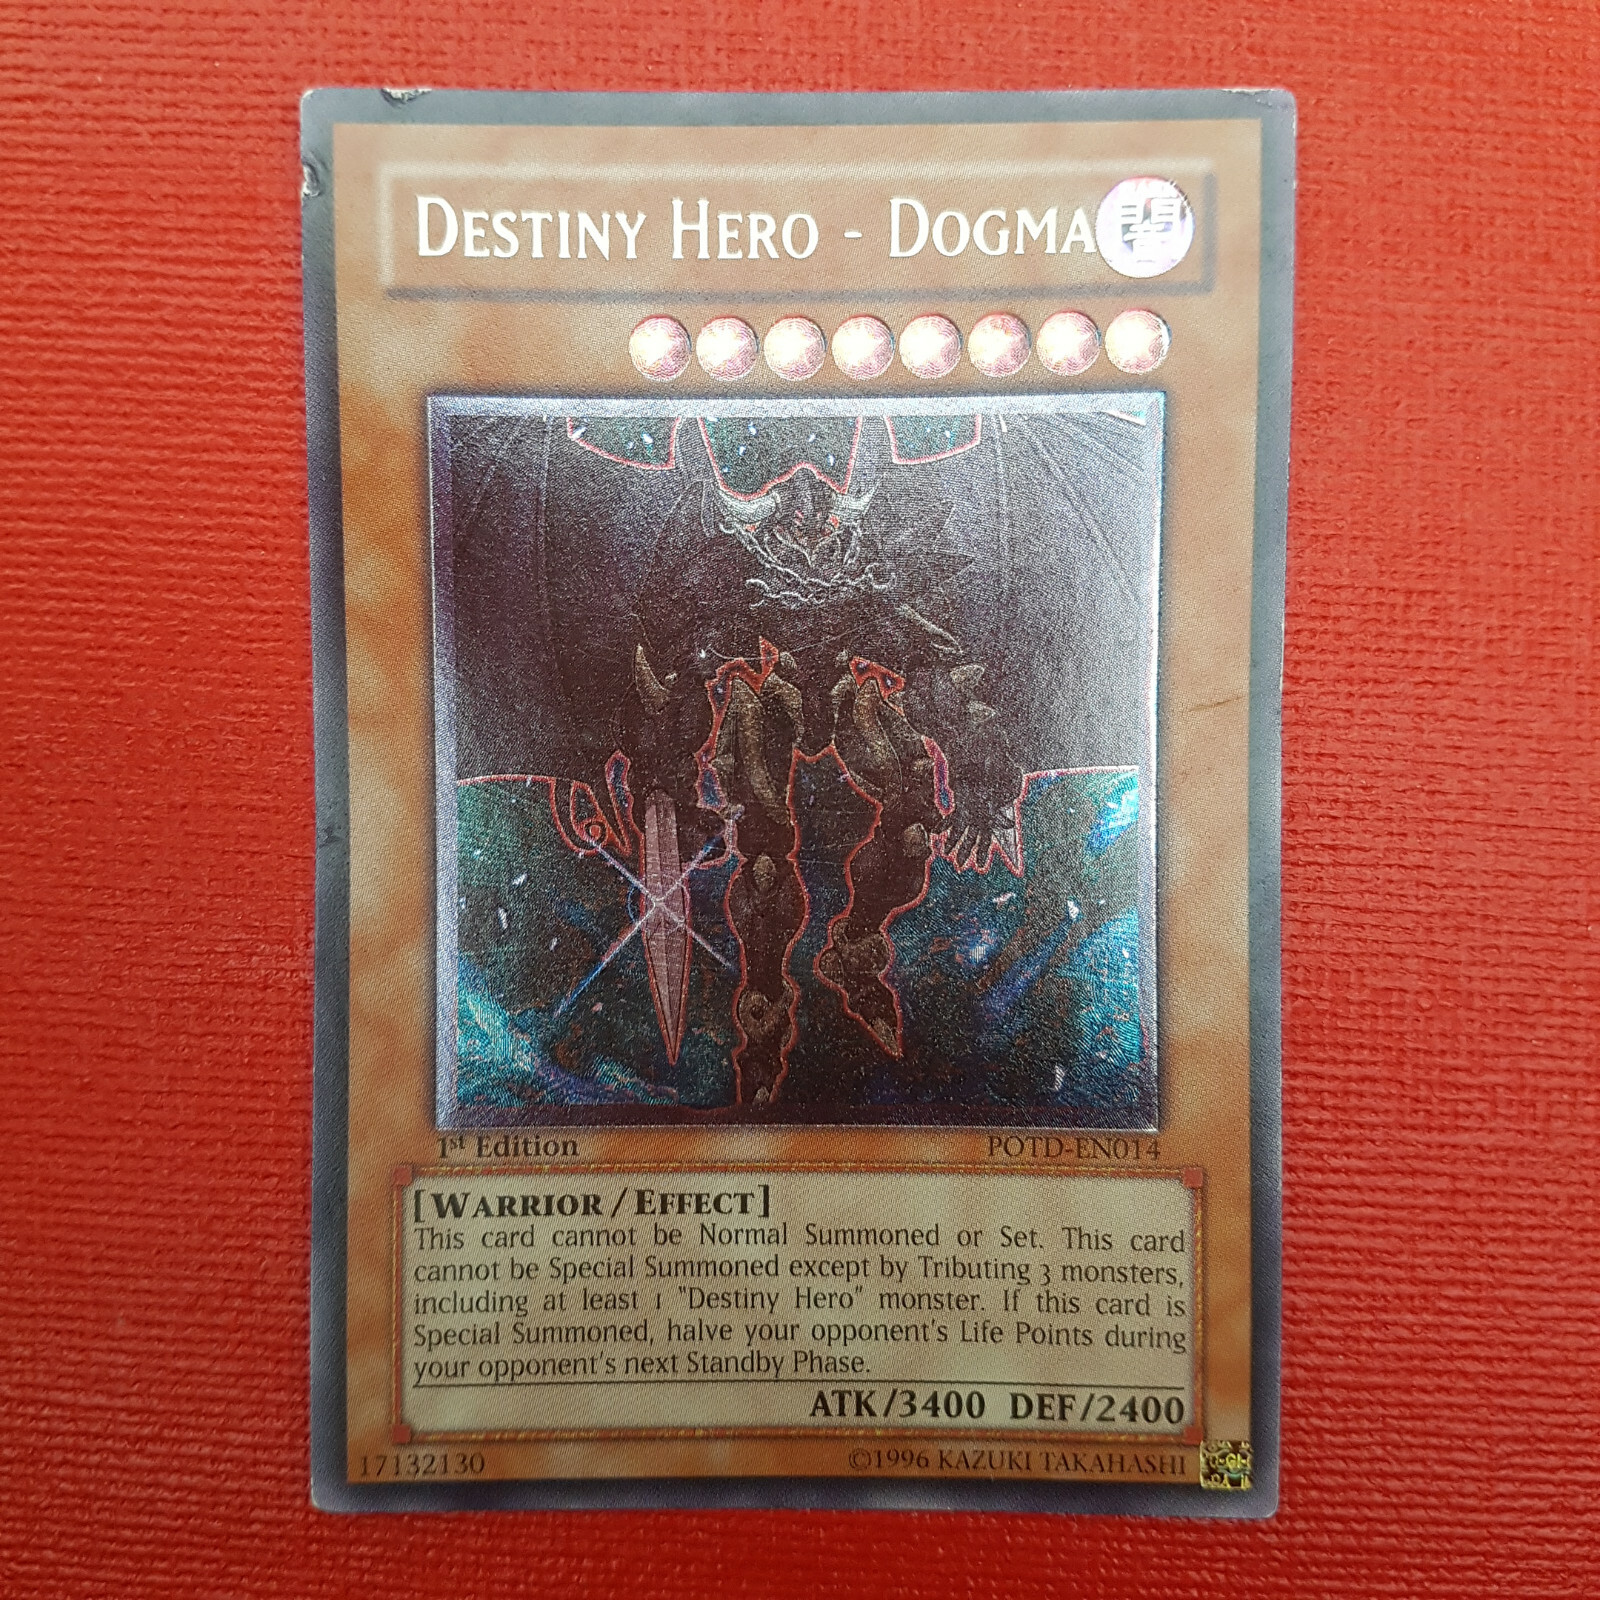 DESTINY HERO - DOGMA
闇
1st Edition POTD-EN014
[WARRIOR/EFFECT]
This card cannot be Normal Summoned or Set. This card
cannot be Special Summoned except by Tributing 3 monsters,
including at least 1 "Destiny Hero" monster. If this card is
Special Summoned, halve your opponent's Life Points during
your opponent's next Standby Phase.
ATK/3400 DEF/2400
17132130 ©1996 KAZUKI TAKAHASHI